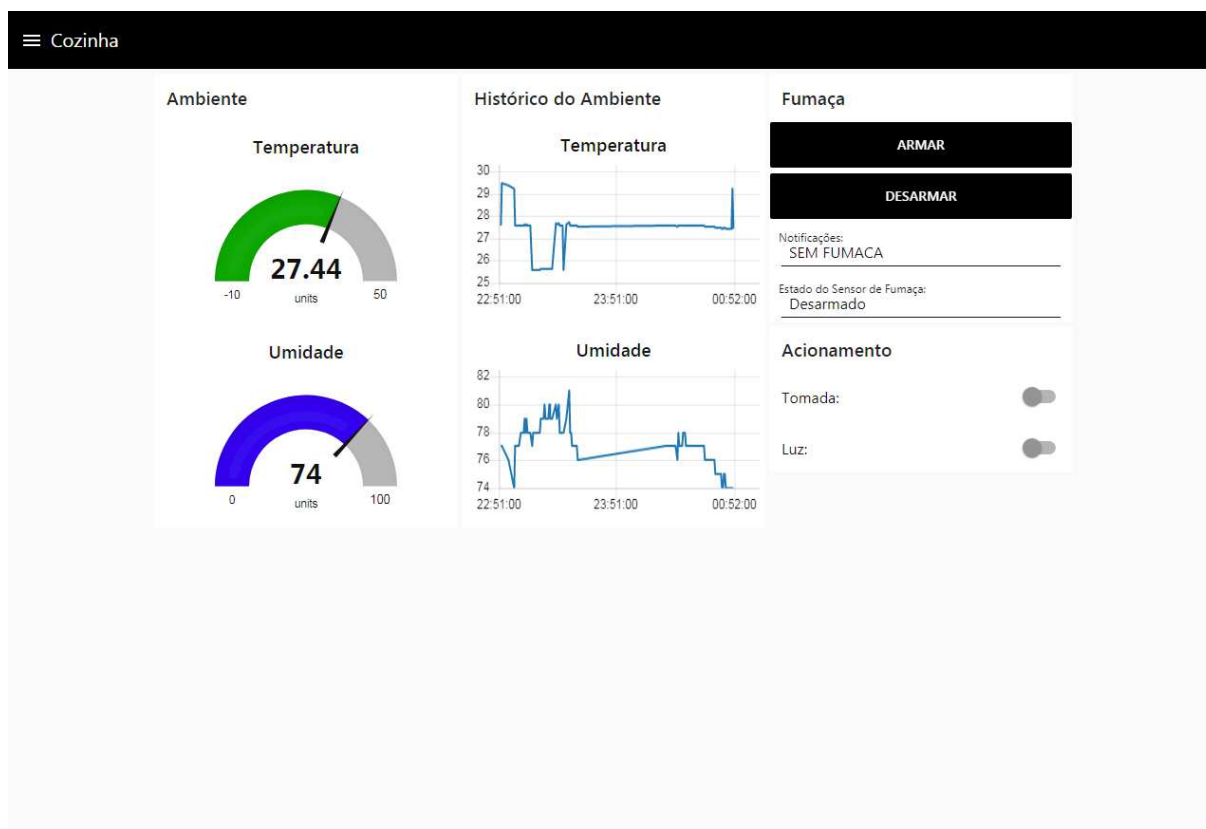 Cozinha
Ambiente
Temperatura
27.44
-10
units
50
Umidade
74
0
units
100
Histórico do Ambiente
Temperatura
30
29
28
27
26
25
22:51:00 23:51:00 00:52:00
Umidade
82
80
78
76
74
22:51:00 23:51:00 00:52:00
Fumaça
ARMAR
DESARMAR
Notificações:
SEM FUMACA
Estado do Sensor de Fumaça:
Desarmado
Acionamento
Tomada:
Luz: